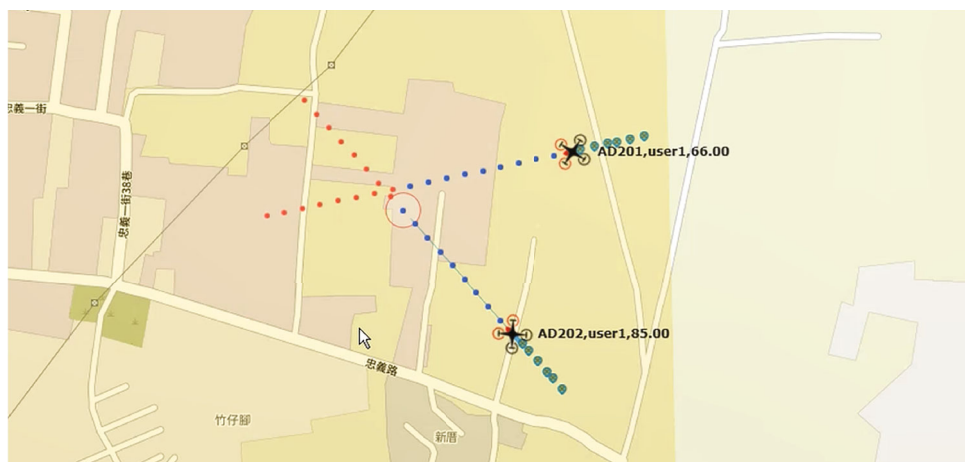 忠義一街
AD201,user1,66.00
忠義一街38巷
AD202,user1,85.00
忠義路
竹仔腳
新厝